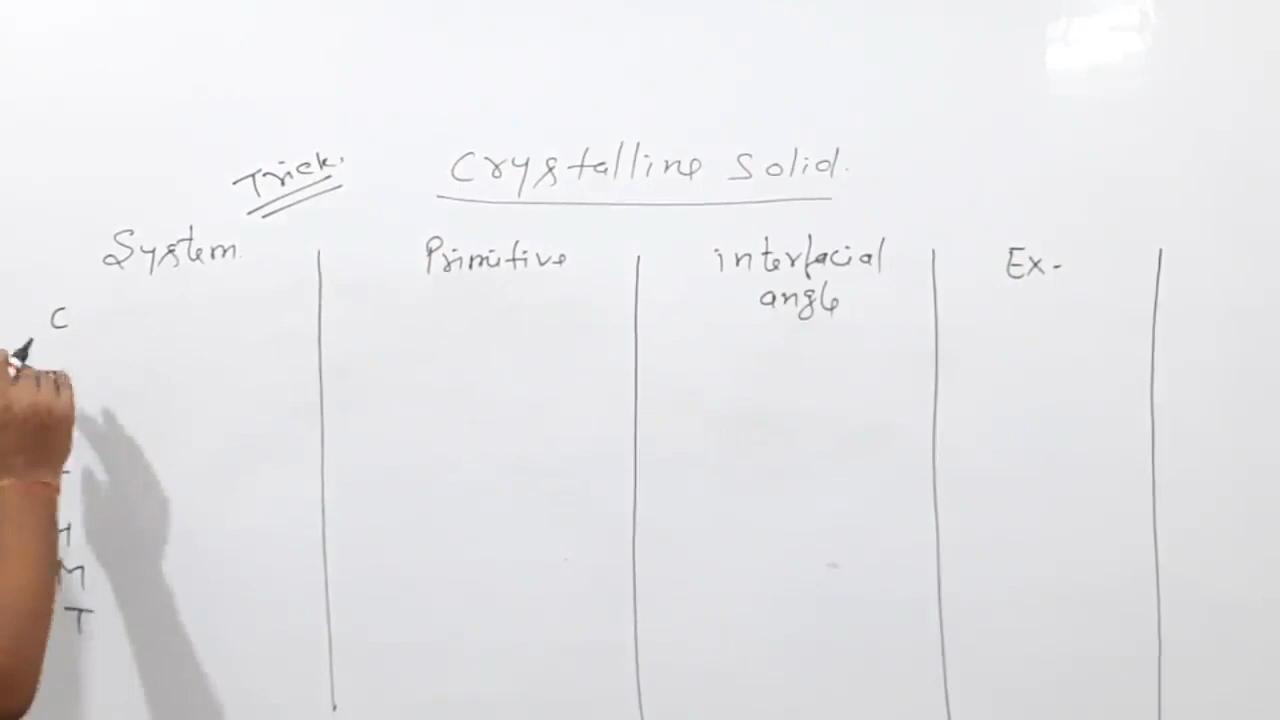 Trick.
Crystalline Solid.
System
Primitive
interfacial
angle
Ex-
C
H
M
T